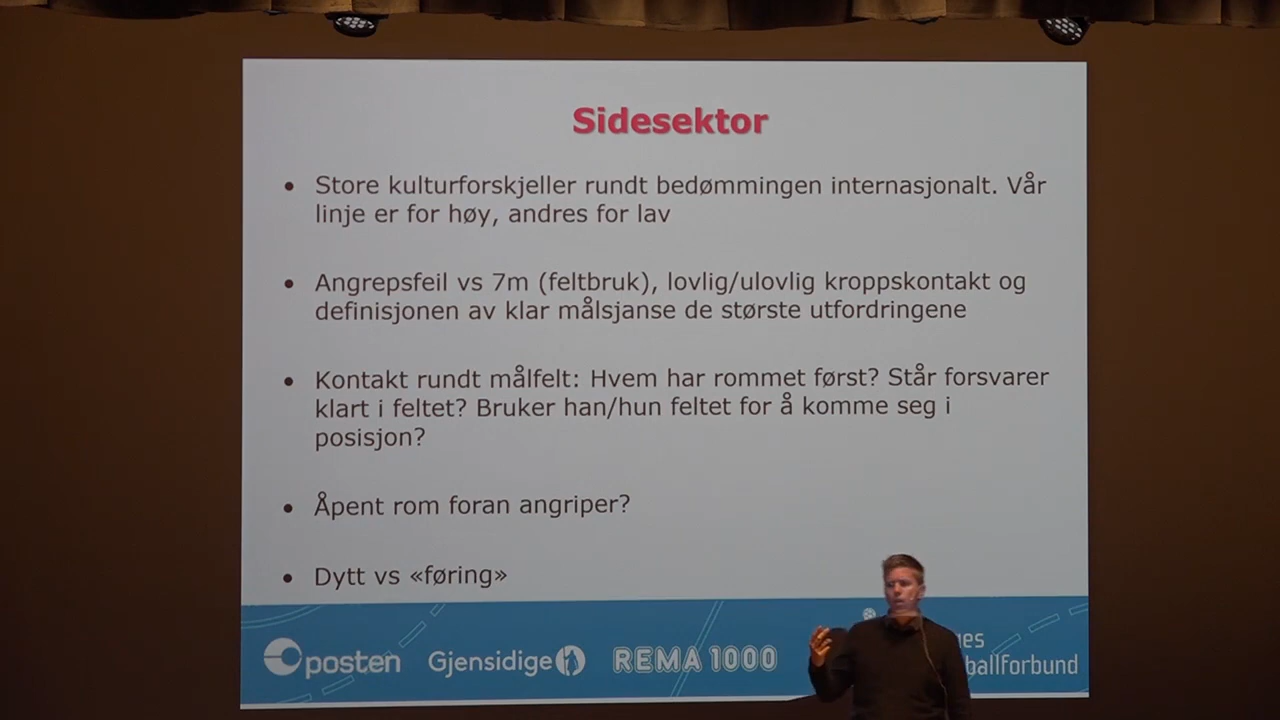 Sidesektor
• Store kulturforskjeller rundt bedømmingen internasjonalt. Vår
linje er for høy, andres for lav
• Angrepsfeil vs 7m (feltbruk), lovlig/ulovlig kroppskontakt og
definisjonen av klar målsjanse de største utfordringene
• Kontakt rundt målfelt: Hvem har rommet først? Står forsvarer
klart i feltet? Bruker han/hun feltet for å komme seg i
posisjon?
• Åpent rom foran angriper?
• Dytt vs «føring»
posten Gjensidige REMA 1000